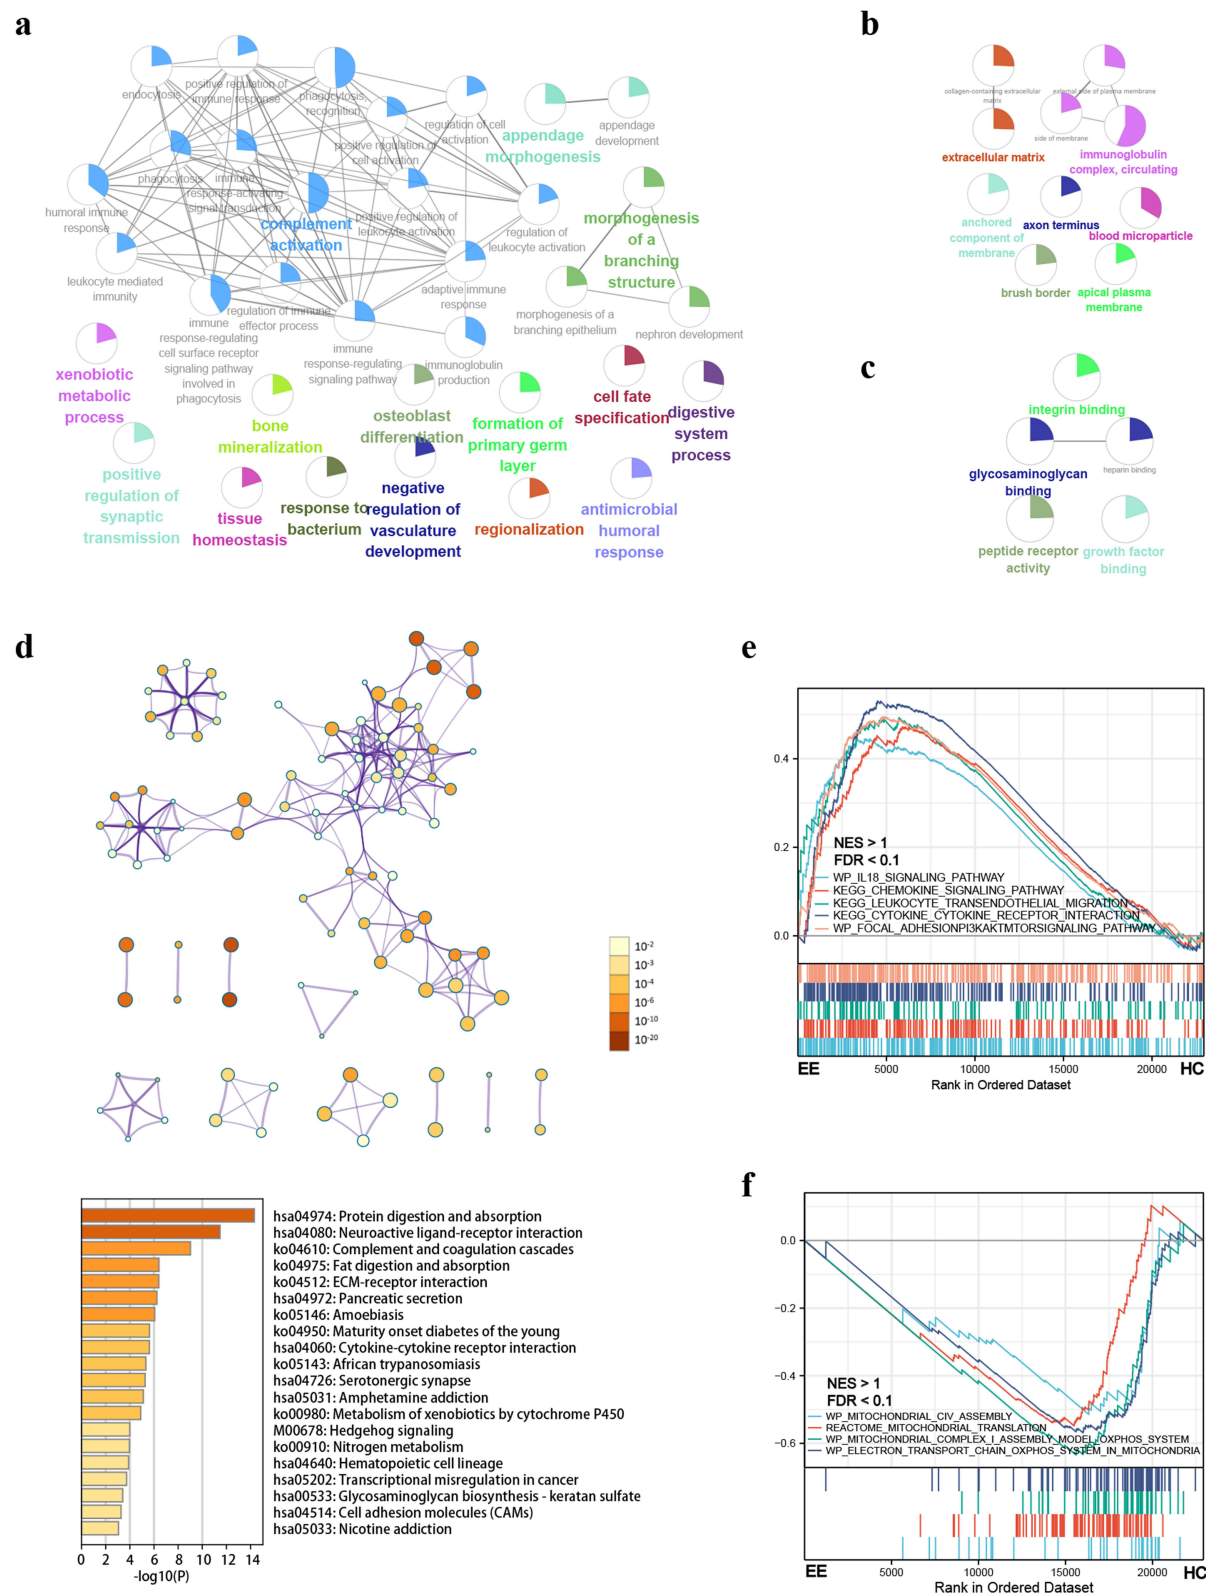 a
endocytosis
positive regulation of
immune response
phagocytosis,
recognition
positive regulation of
cell activation
regulation of cell
activation
appendage
morphogenesis
appendage
development
phagocytosis
immune
response-activating
signal transduction
humoral immune
response
complement
activation
positive regulation of
leukocyte activation
regulation of
leukocyte activation
morphogenesis
of a
branching
structure
leukocyte mediated
immunity
regulation of immune
effector process
adaptive immune
response
morphogenesis of a
branching epithelium
nephron development
immune
response-regulating
cell surface receptor
signaling pathway
involved in
phagocytosis
immune
response-regulating
signaling pathway
immunoglobulin
production
xenobiotic
metabolic
process
bone
mineralization
osteoblast
differentiation
formation of
primary germ
layer
cell fate
specification
digestive
system
process
positive
regulation of
synaptic
transmission
tissue
homeostasis
response to
bacterium
negative
regulation of
vasculature
development
regionalization
antimicrobial
humoral
response
b
collagen-containing extracellular
matrix
external side of plasma membrane
side of membrane
extracellular matrix
immunoglobulin
complex, circulating
anchored
component of
membrane
axon terminus
blood microparticle
brush border
apical plasma
membrane
c
integrin binding
glycosaminoglycan
binding
heparin binding
peptide receptor
activity
growth factor
binding
d
10-2
10-3
10-4
10-6
10-10
10-20
hsa04974: Protein digestion and absorption
hsa04080: Neuroactive ligand-receptor interaction
ko04610: Complement and coagulation cascades
ko04975: Fat digestion and absorption
ko04512: ECM-receptor interaction
hsa04972: Pancreatic secretion
ko05146: Amoebiasis
ko04950: Maturity onset diabetes of the young
hsa04060: Cytokine-cytokine receptor interaction
ko05143: African trypanosomiasis
hsa04726: Serotonergic synapse
hsa05031: Amphetamine addiction
ko00980: Metabolism of xenobiotics by cytochrome P450
M00678: Hedgehog signaling
ko00910: Nitrogen metabolism
hsa04640: Hematopoietic cell lineage
hsa05202: Transcriptional misregulation in cancer
hsa00533: Glycosaminoglycan biosynthesis - keratan sulfate
hsa04514: Cell adhesion molecules (CAMs)
hsa05033: Nicotine addiction
0 2 4 6 8 10 12 14
-log10(P)
e
0.4
0.2
0.0
NES > 1
FDR < 0.1
WP_IL18_SIGNALING_PATHWAY
KEGG_CHEMOKINE_SIGNALING_PATHWAY
KEGG_LEUKOCYTE_TRANSENDOTHELIAL_MIGRATION
KEGG_CYTOKINE_CYTOKINE_RECEPTOR_INTERACTION
WP_FOCAL_ADHESIONPI3KAKTMTORSIGNALING_PATHWAY
EE 5000 10000 15000 20000 HC
Rank in Ordered Dataset
f
0.0
−0.2
−0.4
−0.6
NES > 1
FDR < 0.1
WP_MITOCHONDRIAL_CIV_ASSEMBLY
REACTOME_MITOCHONDRIAL_TRANSLATION
WP_MITOCHONDRIAL_COMPLEX_I_ASSEMBLY_MODEL_OXPHOS_SYSTEM
WP_ELECTRON_TRANSPORT_CHAIN_OXPHOS_SYSTEM_IN_MITOCHONDRIA
EE 5000 10000 15000 20000 HC
Rank in Ordered Dataset